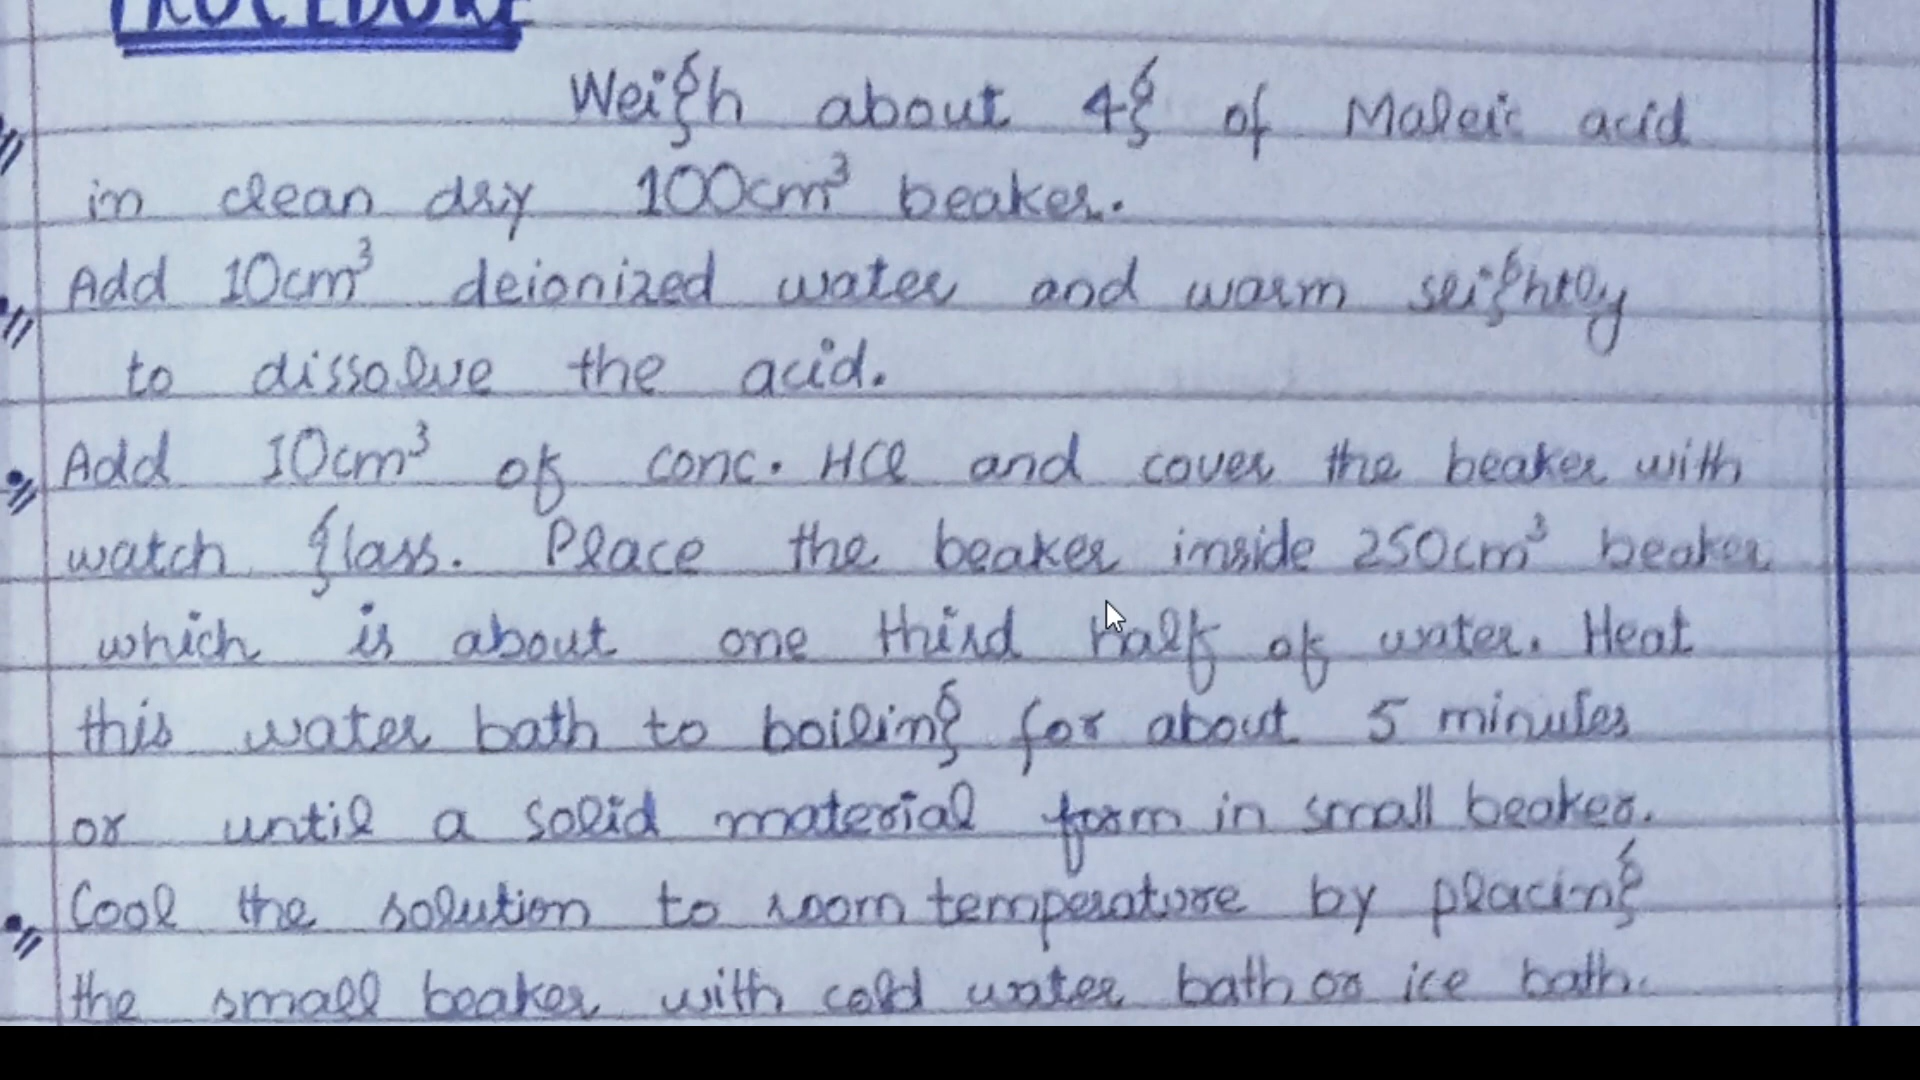 PROCEDURE
Weigh about 4g of Maleic acid
in clean dry 100cm³ beaker.
Add 10cm³ deionized water and warm seightly
to dissolve the acid.
Add 10cm³ of conc. HCl and cover the beaker with
watch glass. Place the beaker inside 250cm³ beaker
which is about one third half of water. Heat
this water bath to boiling for about 5 minutes
or until a solid material form in small beaker.
Cool the solution to room temperature by placing
the small beaker with cold water bath or ice bath.